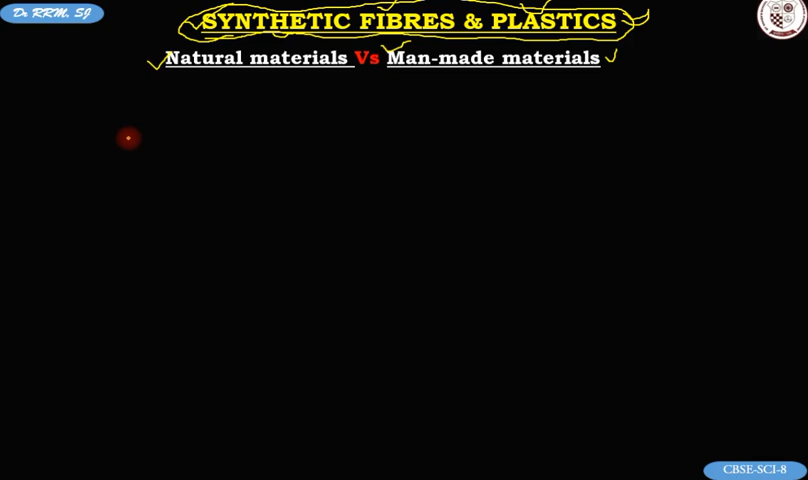 Dr RRM, SJ
SYNTHETIC FIBRES & PLASTICS
Natural materials Vs Man-made materials
CBSE-SCI-8